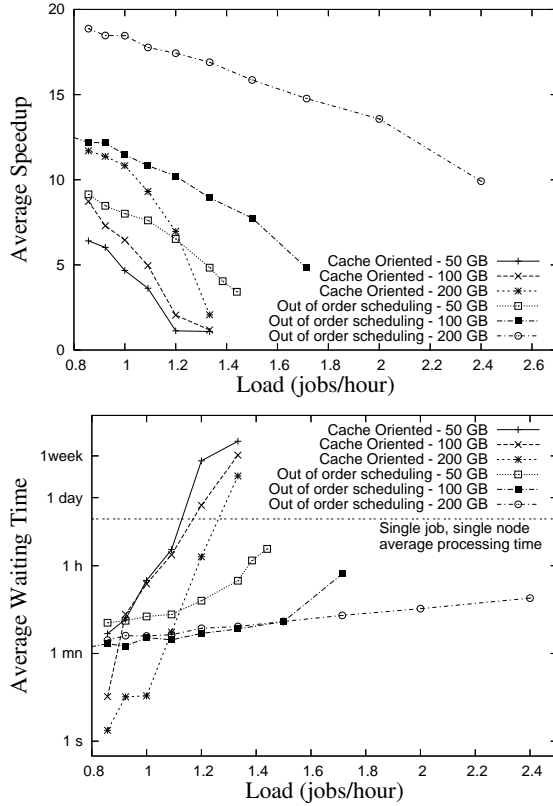 20
15
10
5
0
Average Speedup
Cache Oriented - 50 GB
Cache Oriented - 100 GB
Cache Oriented - 200 GB
Out of order scheduling - 50 GB
Out of order scheduling - 100 GB
Out of order scheduling - 200 GB
0.8 1 1.2 1.4 1.6 1.8 2 2.2 2.4
Load (jobs/hour)
1week
1 day
1 h
1 mn
1 s
Average Waiting Time
Cache Oriented - 50 GB
Cache Oriented - 100 GB
Cache Oriented - 200 GB
Out of order scheduling - 50 GB
Out of order scheduling - 100 GB
Out of order scheduling - 200 GB
Single job, single node
average processing time
0.8 1 1.2 1.4 1.6 1.8 2 2.2 2.4
Load (jobs/hour)